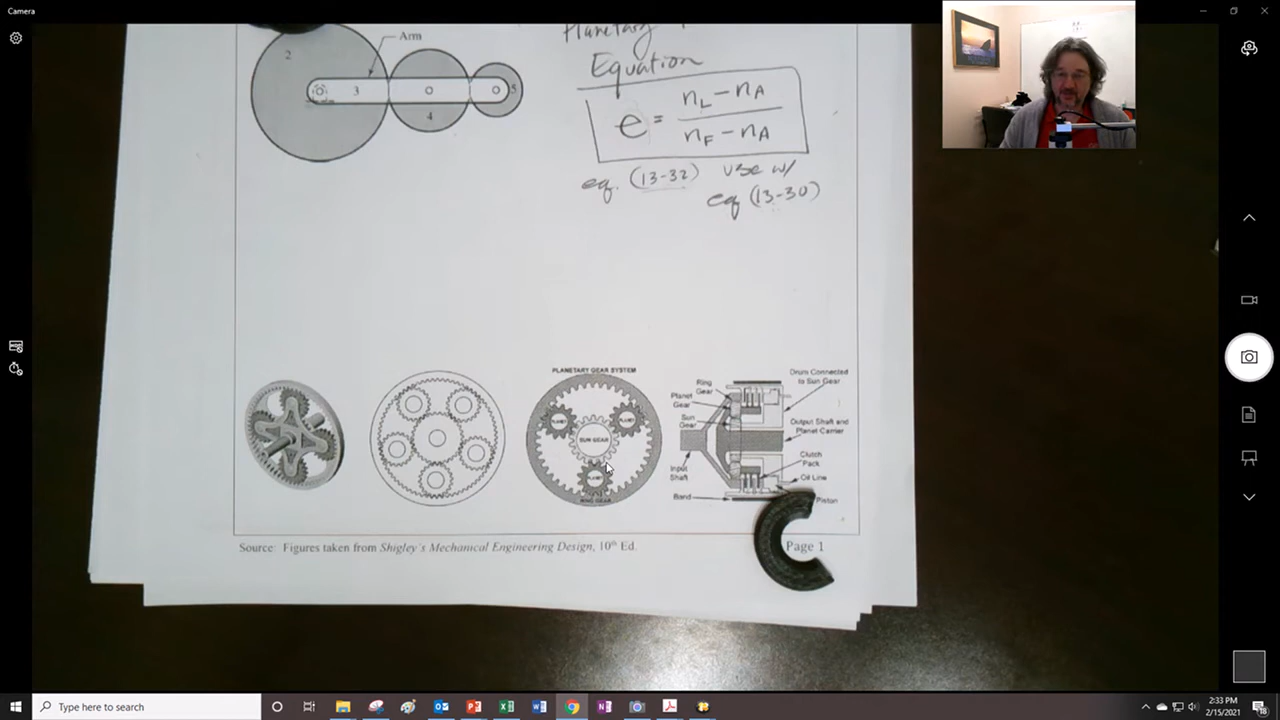 Camera
Planetary
Equation
2
Arm
3
4
5
e = nL - nA
nF - nA
eq. (13-32) use w/
eq (13-30)
PLANETARY GEAR SYSTEM
PLANET
PLANET
SUN GEAR
PLANET
RING GEAR
Ring
Gear
Planet
Gear
Sun
Gear
Input
Shaft
Band
Drum Connected
to Sun Gear
Output Shaft and
Planet Carrier
Clutch
Pack
Oil Line
Piston
Source: Figures taken from Shigley's Mechanical Engineering Design, 10th Ed.
Page 1
Type here to search
2:33 PM
2/15/2021